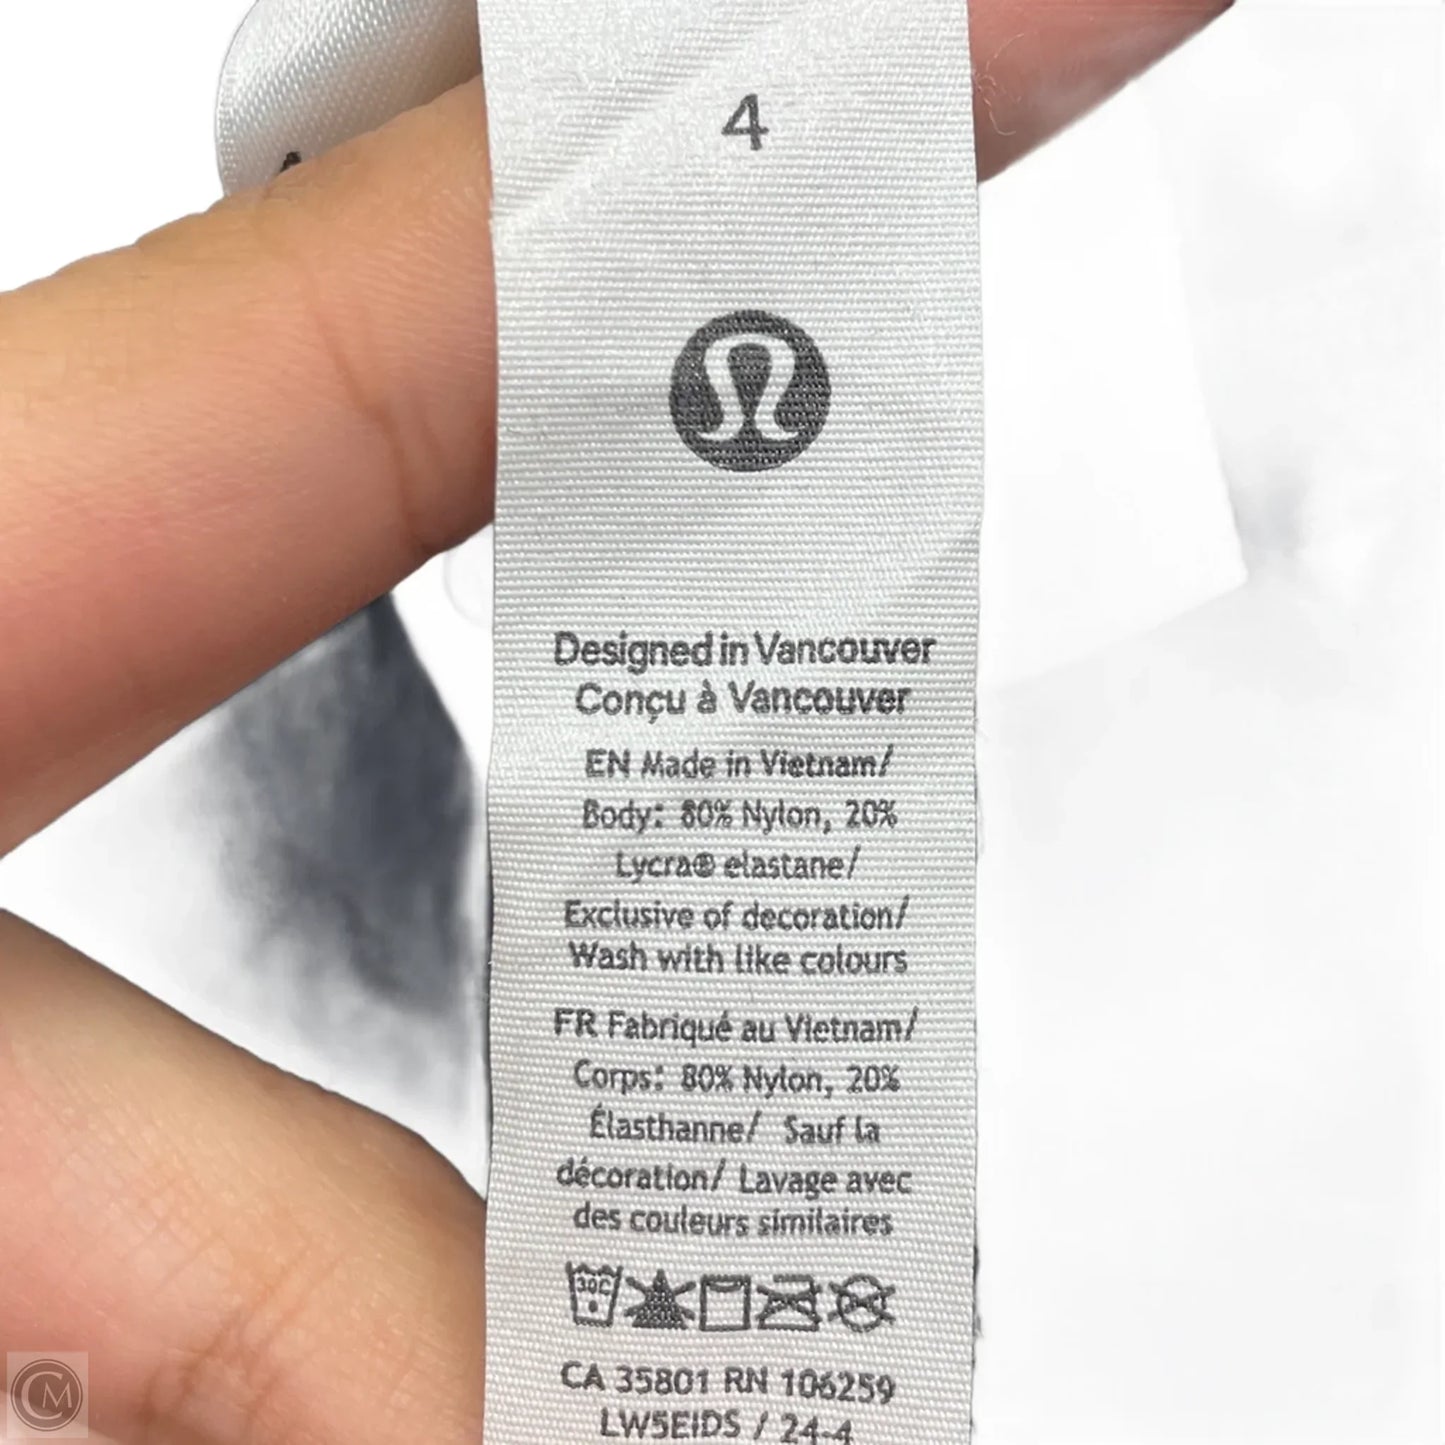 4
Designed in Vancouver
Conçu à Vancouver
EN Made in Vietnam/
Body: 80% Nylon, 20%
Lycra® elastane/
Exclusive of decoration/
Wash with like colours
FR Fabriqué au Vietnam/
Corps: 80% Nylon, 20%
Élasthanne/ Sauf la
décoration/ Lavage avec
des couleurs similaires
30C
CA 35801 RN 106259
LW5EIDS / 24-4
CM